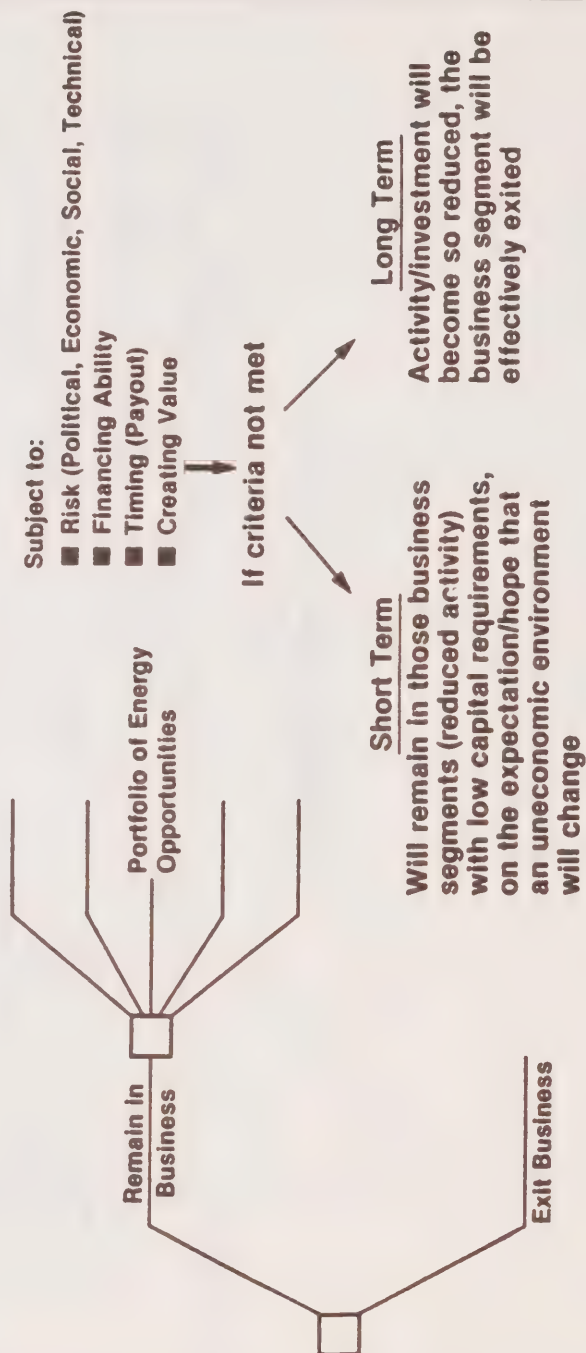 Remain in
Business
Exit Business
Portfolio of Energy
Opportunities
Subject to:
■ Risk (Political, Economic, Social, Technical)
■ Financing Ability
■ Timing (Payout)
■ Creating Value
If criteria not met
Short Term
Will remain in those business
segments (reduced activity)
with low capital requirements,
on the expectation/hope that
an uneconomic environment
will change
Long Term
Activity/investment will
become so reduced, the
business segment will be
effectively exited